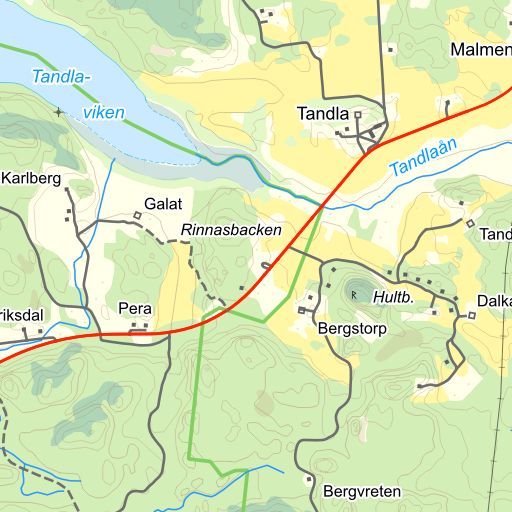 Malmen
Tandla-
viken
Tandla
Tandlaån
Karlberg
Galat
Rinnasbacken
Tand
Pera
riksdal
R
Hultb.
Dalka
Bergstorp
Bergvreten